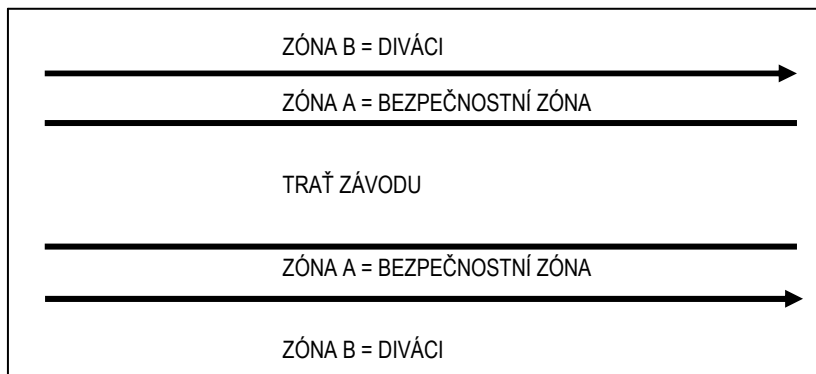 ZÓNA B = DIVÁCI
ZÓNA A = BEZPEČNOSTNÍ ZÓNA
TRAŤ ZÁVODU
ZÓNA A = BEZPEČNOSTNÍ ZÓNA
ZÓNA B = DIVÁCI